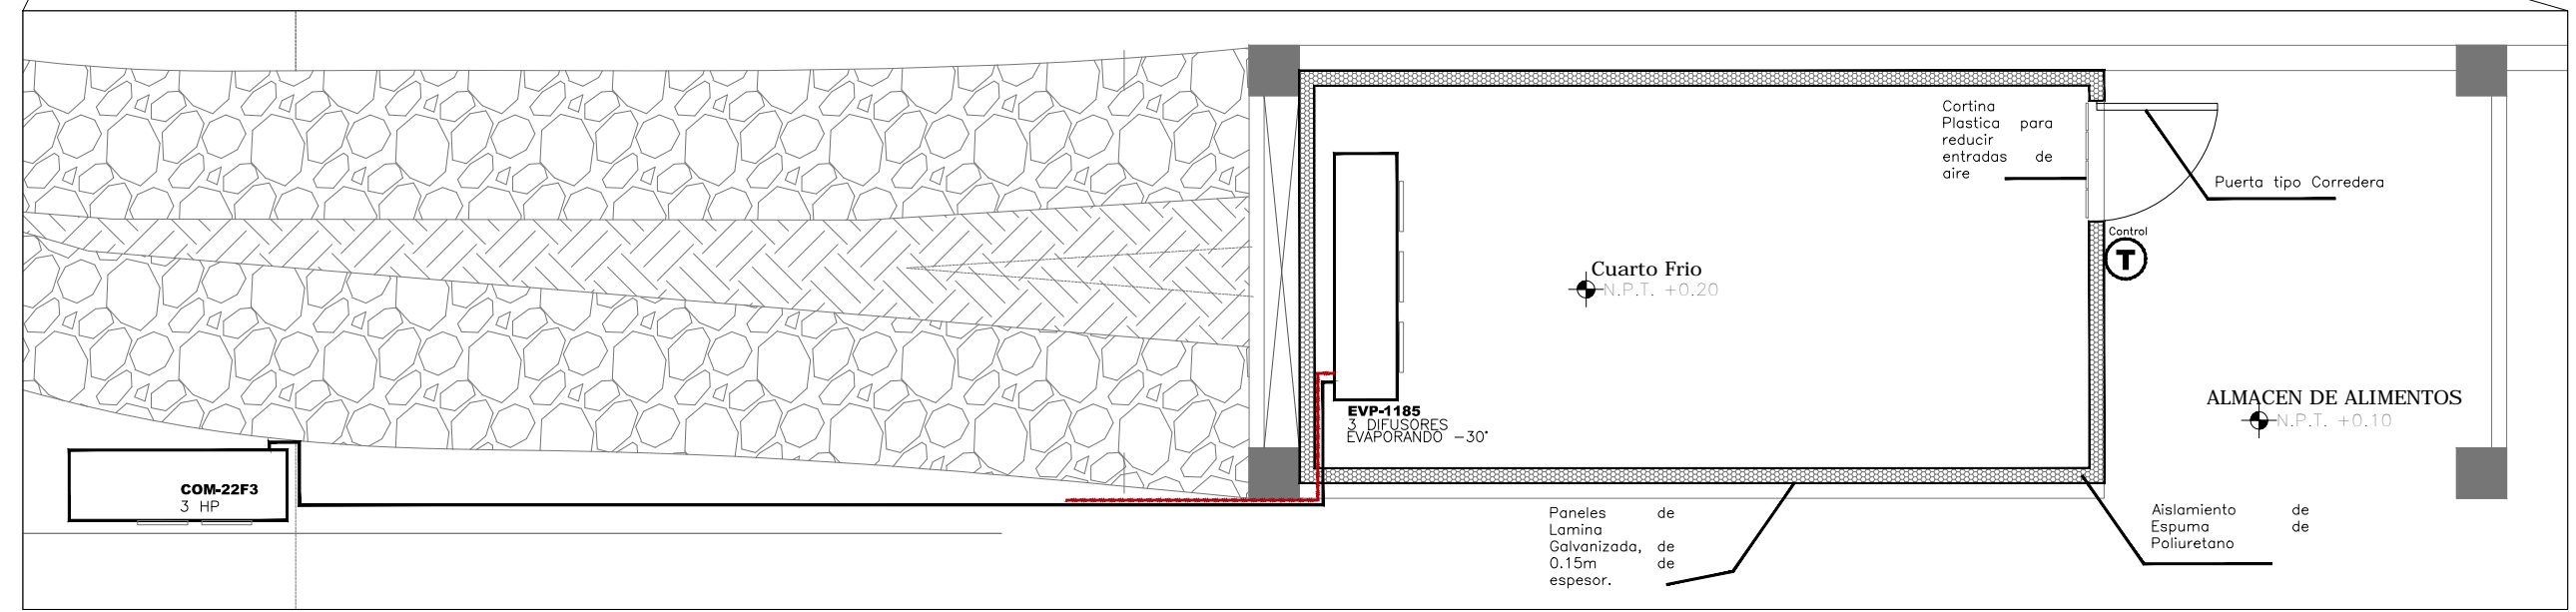 Cortina
Plastica para
reducir
entradas de
aire
Puerta tipo Corredera
Control
T
Cuarto Frio
N.P.T. +0.20
ALMACEN DE ALIMENTOS
N.P.T. +0.10
EVP-1185
3 DIFUSORES
EVAPORANDO -30°
COM-22F3
3 HP
Paneles de
Lamina
Galvanizada, de
0.15m de
espesor.
Aislamiento de
Espuma de
Poliuretano